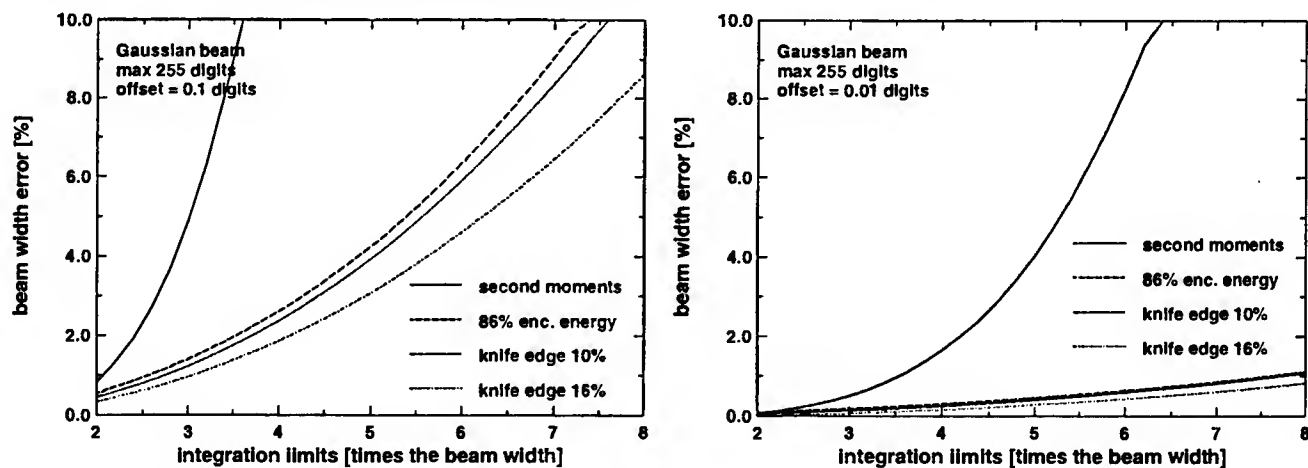 10.0
8.0
6.0
4.0
2.0
0.0
beam width error [%]
Gaussian beam
max 255 digits
offset = 0.1 digits
second moments
86% enc. energy
knife edge 10%
knife edge 16%
2 3 4 5 6 7 8
integration limits [times the beam width]
10.0
8.0
6.0
4.0
2.0
0.0
beam width error [%]
Gaussian beam
max 255 digits
offset = 0.01 digits
second moments
86% enc. energy
knife edge 10%
knife edge 16%
2 3 4 5 6 7 8
integration limits [times the beam width]